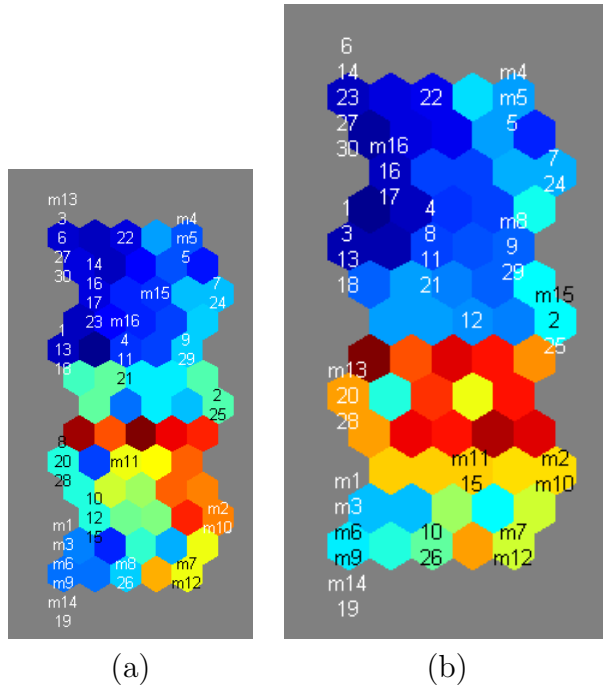 m13
3
6 22 m4
m5
27 5
30
14
16
17 m15 7
24
23 m16
1
13 4 9
18 11 29
21
2
25
8
20 m11
28
10
12 m2
m10
15
m1
m3
m6 m8 m7
m9 26 m12
m14
19
(a)
6
14 m4
23 22 m5
27 5
30 m16
16 7
24
17
1 4 m8
3 8 9
13 11 29
18 21
m15
12 2
25
m13
20
28
m11 m2
15 m10
m1
m3
m6 10 m7
m9 26 m12
m14
19
(b)